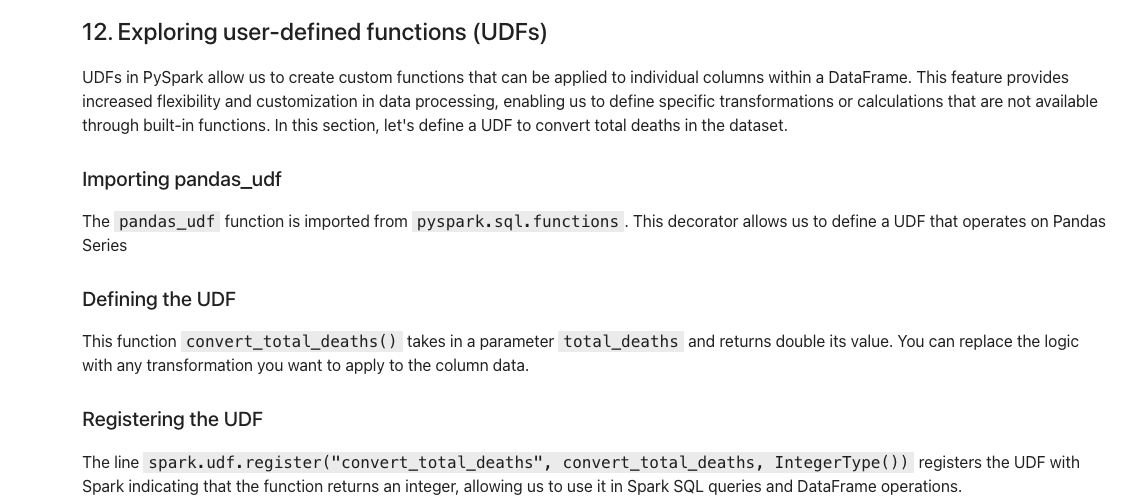 12. Exploring user-defined functions (UDFs)
UDFs in PySpark allow us to create custom functions that can be applied to individual columns within a DataFrame. This feature provides
increased flexibility and customization in data processing, enabling us to define specific transformations or calculations that are not available
through built-in functions. In this section, let's define a UDF to convert total deaths in the dataset.
Importing pandas_udf
The pandas_udf function is imported from pyspark.sql.functions . This decorator allows us to define a UDF that operates on Pandas
Series
Defining the UDF
This function convert_total_deaths() takes in a parameter total_deaths and returns double its value. You can replace the logic
with any transformation you want to apply to the column data.
Registering the UDF
The line spark.udf.register("convert_total_deaths", convert_total_deaths, IntegerType()) registers the UDF with
Spark indicating that the function returns an integer, allowing us to use it in Spark SQL queries and DataFrame operations.